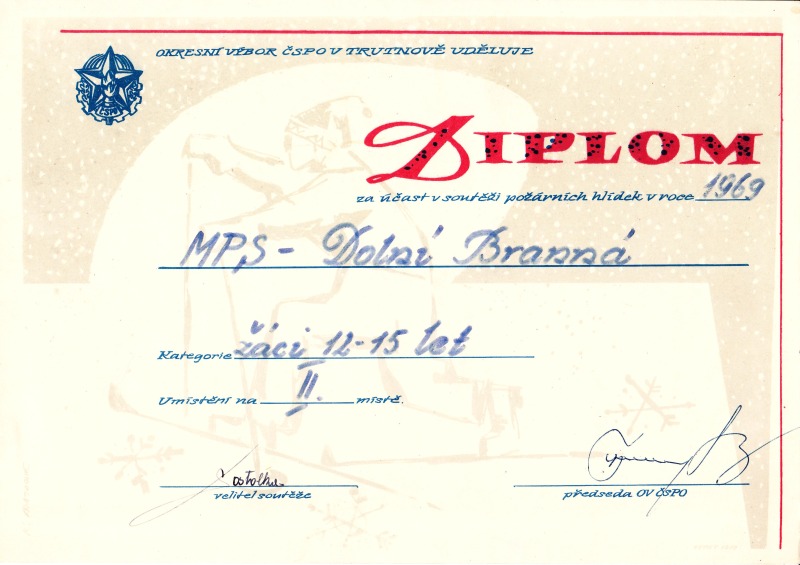 OKRESNÍ VÝBOR ČSPO V TRUTNOVĚ UDĚLUJE
DIPLOM
za účast v soutěži požárních hlídek v roce 1969
MPS - Dolní Branná
Kategorie žáci 12-15 let
Umístění na II. místě.
velitel soutěže
předseda OV ČSPO